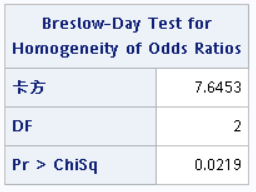 Breslow-Day Test for
Homogeneity of Odds Ratios
卡方 7.6453
DF 2
Pr > ChiSq 0.0219